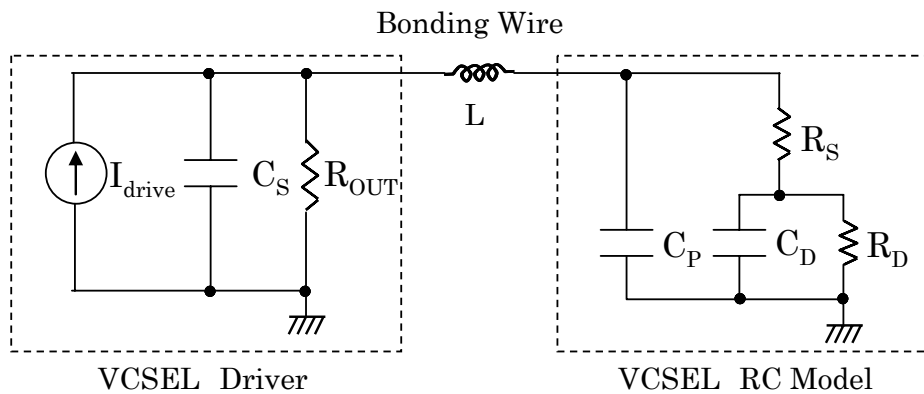 Bonding Wire
L
I_drive
C_S
R_OUT
R_S
C_P
C_D
R_D
VCSEL Driver
VCSEL RC Model